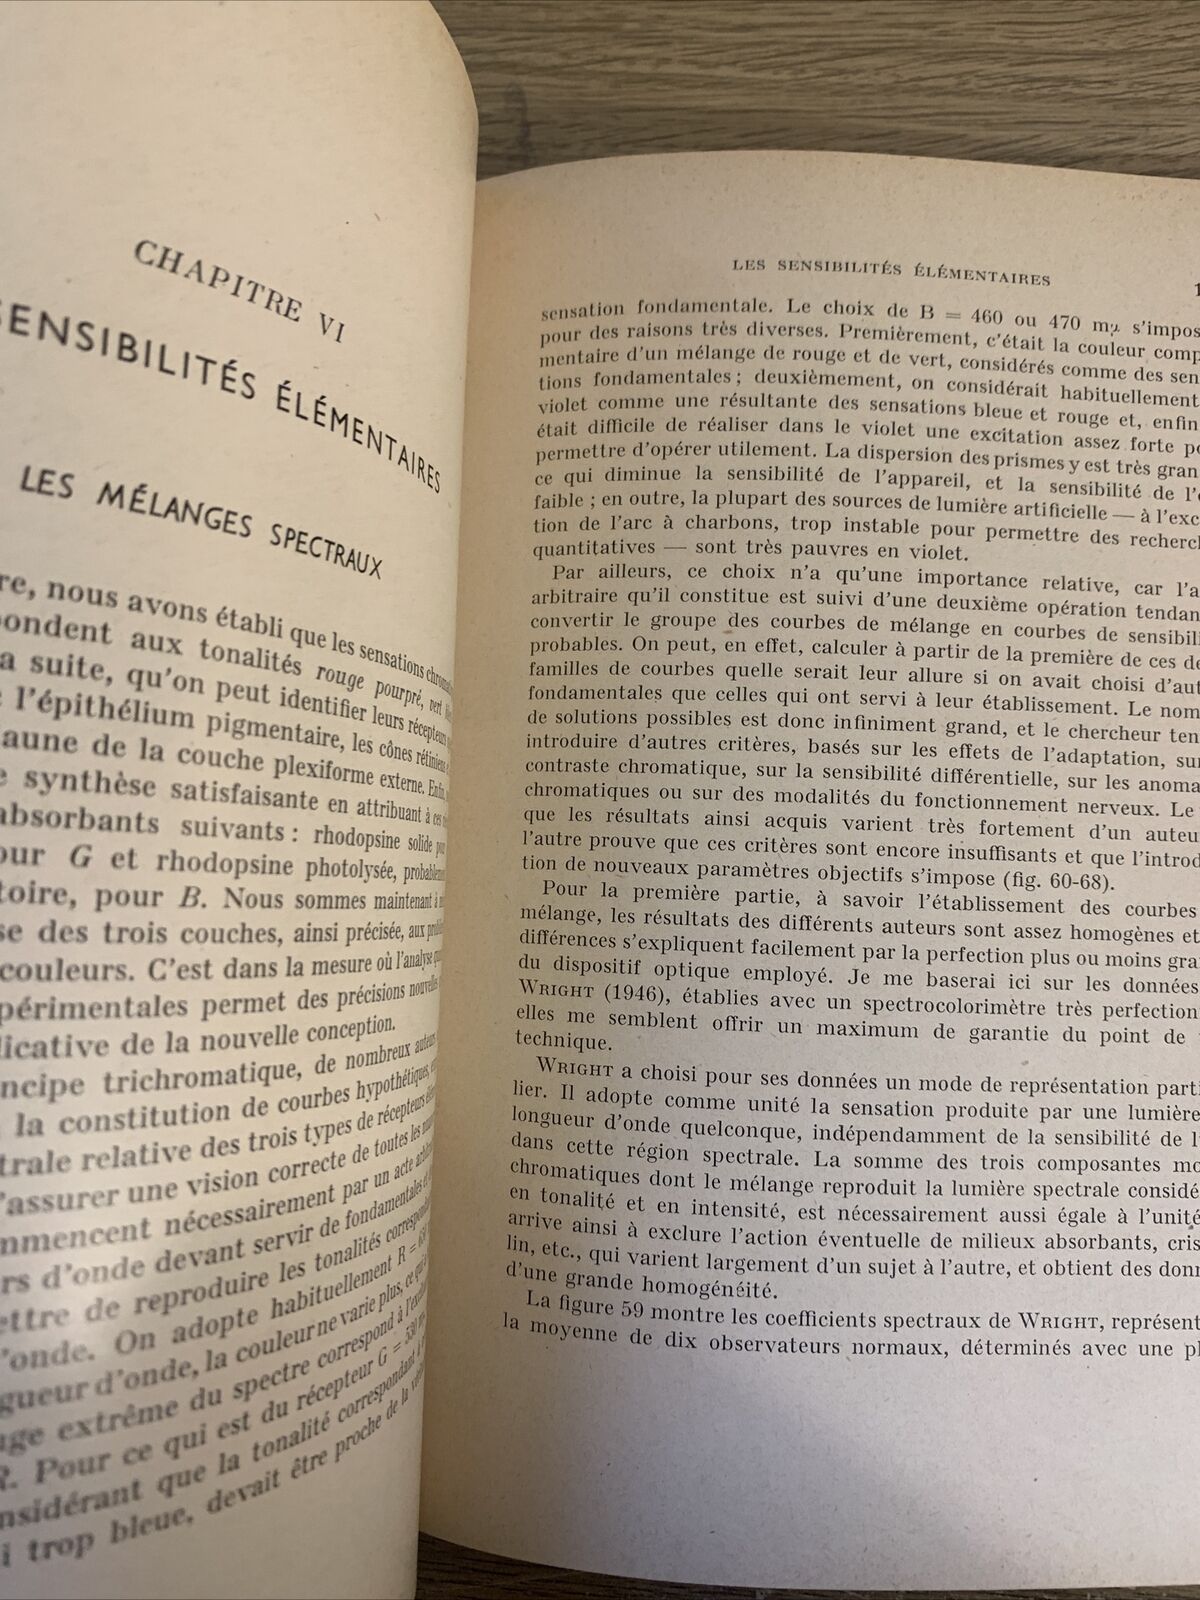 CHAPITRE VI
SENSIBILITÉS ÉLÉMENTAIRES
LES MÉLANGES SPECTRAUX
re, nous avons établi que les sensations
pondent aux tonalités rouge pourpré, vert
a suite, qu'on peut identifier leurs récepteurs
l'épithélium pigmentaire, les cônes rétiniens
aune de la couche plexiforme externe. Enfin,
e synthèse satisfaisante en attribuant à ces
absorbants suivants : rhodopsine solide
our G et rhodopsine photolysée,
toire, pour B. Nous sommes maintenant à
se des trois couches, ainsi précisée, aux
couleurs. C'est dans la mesure où l'analyse
périmentales permet des précisions nouvelles
licative de la nouvelle conception.
ncipe trichromatique, de nombreux auteurs
la constitution de courbes hypothétiques,
trale relative des trois types de récepteurs
'assurer une vision correcte de toutes les
mmencent nécessairement par un acte
rs d'onde devant servir de fondamentales
ettre de reproduire les tonalités
'onde. On adopte habituellement R =
gueur d'onde, la couleur ne varie plus, ce qui
age extrême du spectre correspond à
R. Pour ce qui est du récepteur G =
nsidérant que la tonalité correspondant
i trop bleue, devait être proche de la
LES SENSIBILITÉS ÉLÉMENTAIRES 1
sensation fondamentale. Le choix de B = 460 ou 470 mµ s'impos
pour des raisons très diverses. Premièrement, c'était la couleur comp
mentaire d'un mélange de rouge et de vert, considérés comme des sen
tions fondamentales ; deuxièmement, on considérait habituellement
violet comme une résultante des sensations bleue et rouge et, enfin
était difficile de réaliser dans le violet une excitation assez forte po
permettre d'opérer utilement. La dispersion des prismes y est très gran
ce qui diminue la sensibilité de l'appareil, et la sensibilité de l'
faible ; en outre, la plupart des sources de lumière artificielle — à l'exc
tion de l'arc à charbons, trop instable pour permettre des recherch
quantitatives — sont très pauvres en violet.
Par ailleurs, ce choix n'a qu'une importance relative, car l'a
arbitraire qu'il constitue est suivi d'une deuxième opération tendan
convertir le groupe des courbes de mélange en courbes de sensibili
probables. On peut, en effet, calculer à partir de la première de ces de
familles de courbes quelle serait leur allure si on avait choisi d'aut
fondamentales que celles qui ont servi à leur établissement. Le nom
de solutions possibles est donc infiniment grand, et le chercheur ten
introduire d'autres critères, basés sur les effets de l'adaptation, sur
contraste chromatique, sur la sensibilité différentielle, sur les anoma
chromatiques ou sur des modalités du fonctionnement nerveux. Le
que les résultats ainsi acquis varient très fortement d'un auteu
l'autre prouve que ces critères sont encore insuffisants et que l'introd
tion de nouveaux paramètres objectifs s'impose (fig. 60-68).
Pour la première partie, à savoir l'établissement des courbes
mélange, les résultats des différents auteurs sont assez homogènes et
différences s'expliquent facilement par la perfection plus ou moins gra
du dispositif optique employé. Je me baserai ici sur les données
WRIGHT (1946), établies avec un spectrocolorimètre très perfection
elles me semblent offrir un maximum de garantie du point de
technique.
WRIGHT a choisi pour ses données un mode de représentation parti
lier. Il adopte comme unité la sensation produite par une lumière
longueur d'onde quelconque, indépendamment de la sensibilité de l'
dans cette région spectrale. La somme des trois composantes mo
chromatiques dont le mélange reproduit la lumière spectrale considé
en tonalité et en intensité, est nécessairement aussi égale à l'unité
arrive ainsi à exclure l'action éventuelle de milieux absorbants, cris
lin, etc., qui varient largement d'un sujet à l'autre, et obtient des donn
d'une grande homogénéité.
La figure 59 montre les coefficients spectraux de WRIGHT, représent
la moyenne de dix observateurs normaux, déterminés avec une pl